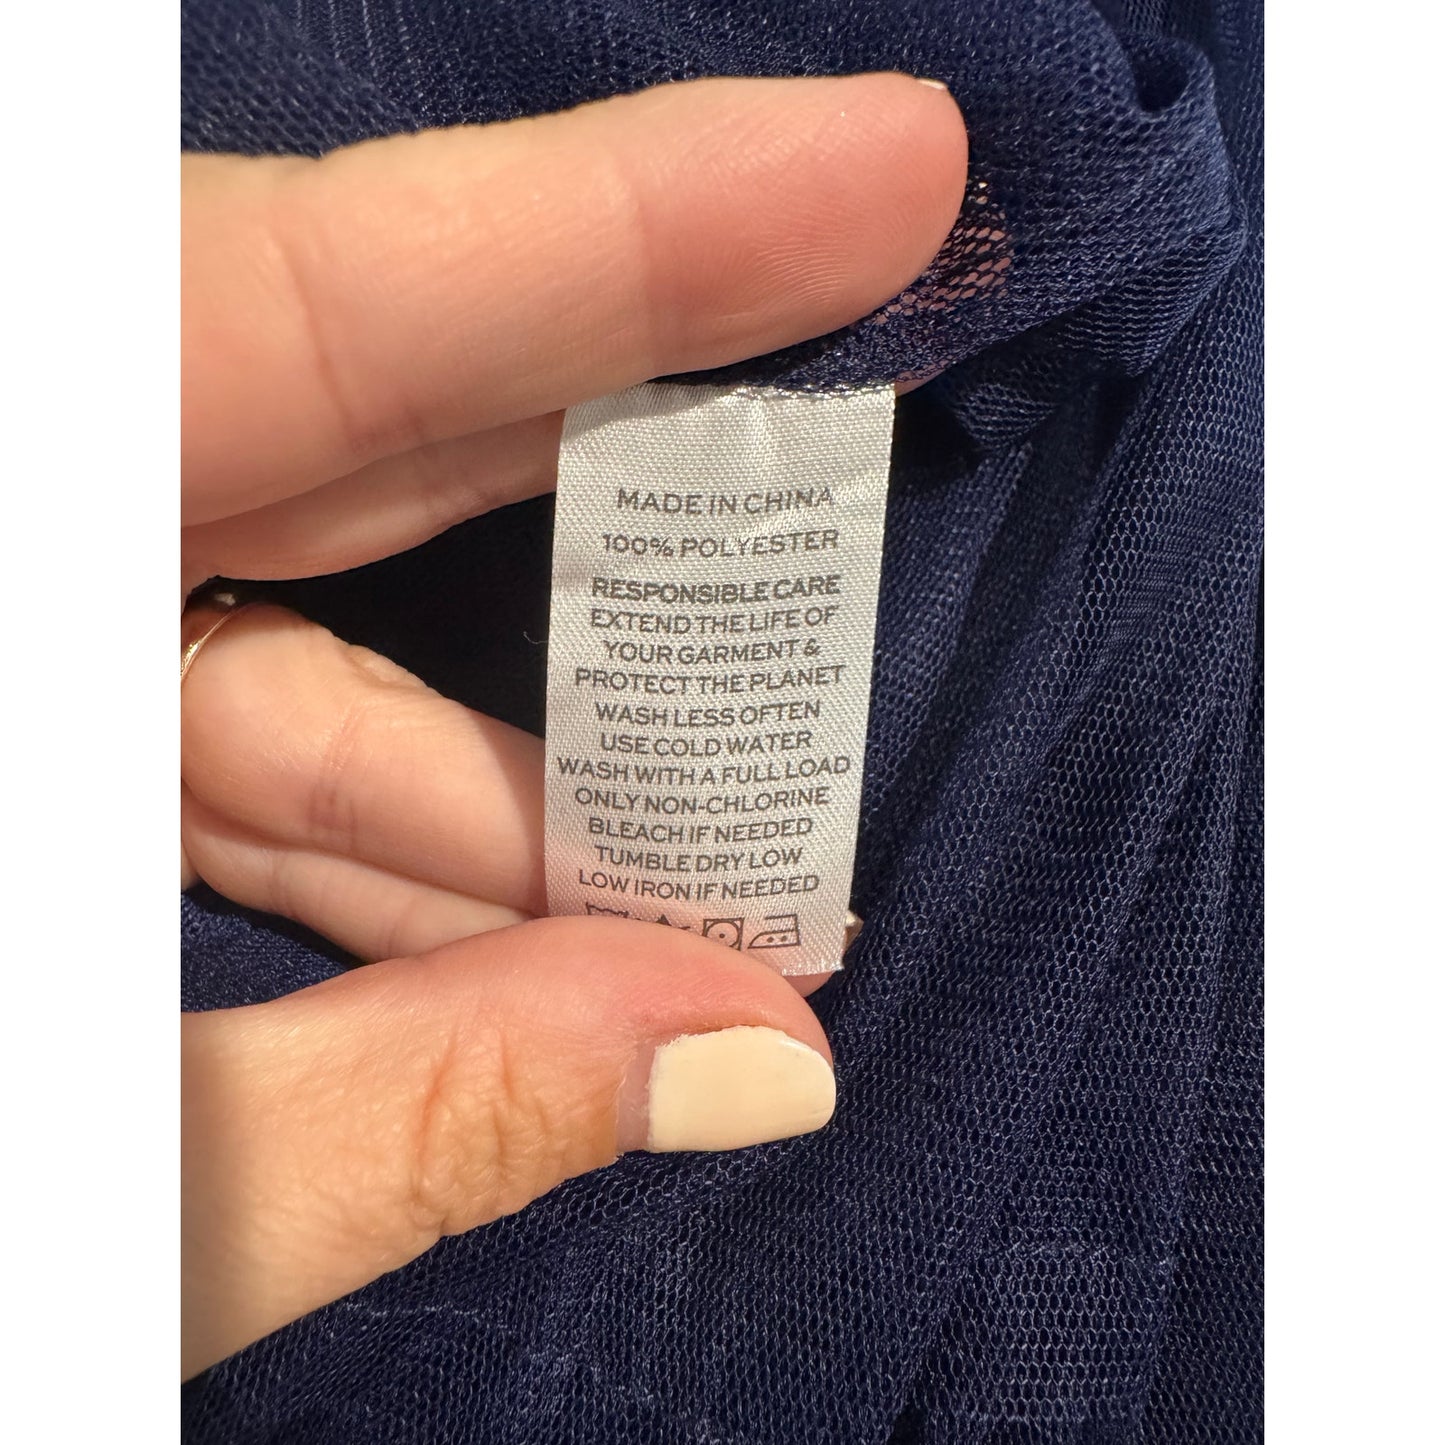 MADE IN CHINA
100% POLYESTER
RESPONSIBLE CARE
EXTEND THE LIFE OF
YOUR GARMENT &
PROTECT THE PLANET
WASH LESS OFTEN
USE COLD WATER
WASH WITH A FULL LOAD
ONLY NON-CHLORINE
BLEACH IF NEEDED
TUMBLE DRY LOW
LOW IRON IF NEEDED